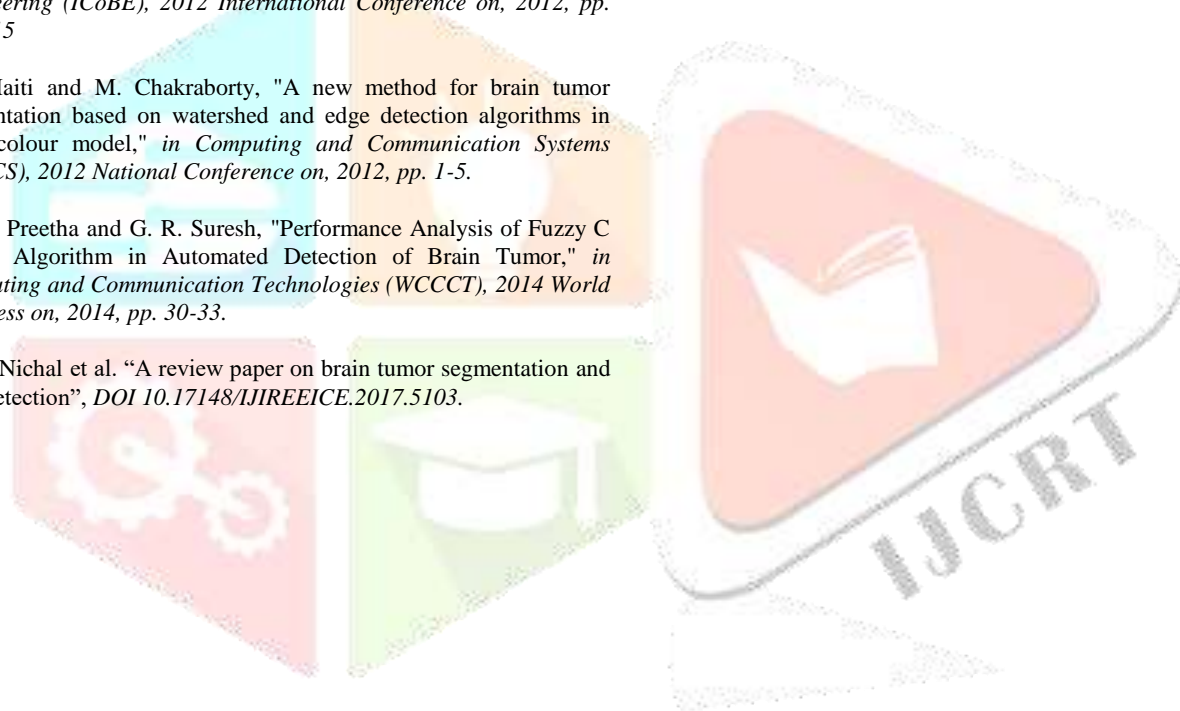 eering (ICoBE), 2012 International Conference on, 2012, pp.
5
aiti and M. Chakraborty, "A new method for brain tumor
ntation based on watershed and edge detection algorithms in
colour model," in Computing and Communication Systems
CS), 2012 National Conference on, 2012, pp. 1-5.
Preetha and G. R. Suresh, "Performance Analysis of Fuzzy C
Algorithm in Automated Detection of Brain Tumor," in
ting and Communication Technologies (WCCCT), 2014 World
ess on, 2014, pp. 30-33.
Nichal et al. “A review paper on brain tumor segmentation and
etection”, DOI 10.17148/IJIREEICE.2017.5103.
IJCRT